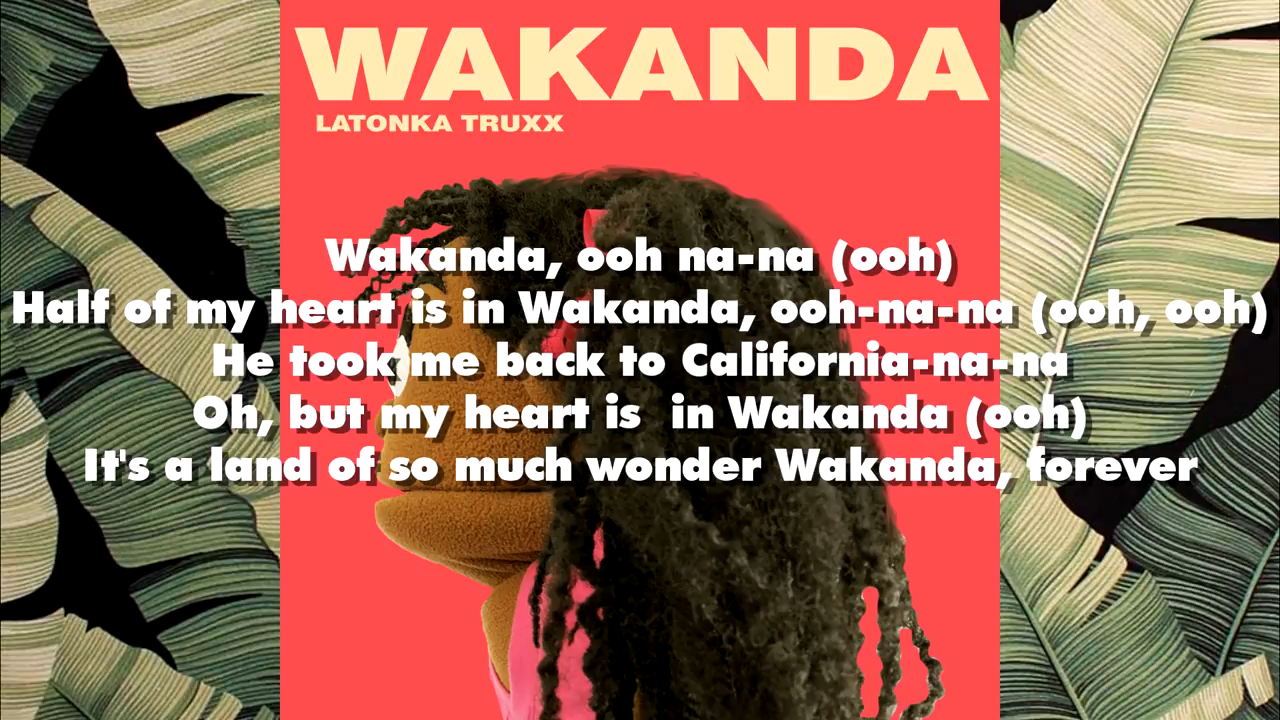 WAKANDA
LATONKA TRUXX
Wakanda, ooh na-na (ooh)
Half of my heart is in Wakanda, ooh-na-na (ooh, ooh)
He took me back to California-na-na
Oh, but my heart is  in Wakanda (ooh)
It's a land of so much wonder Wakanda, forever